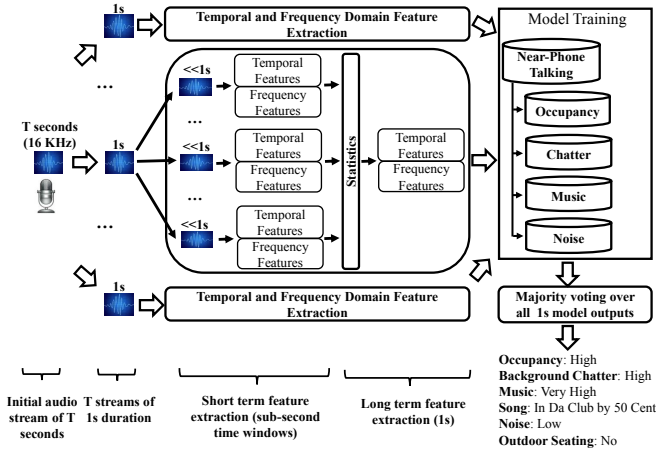 1s
Temporal and Frequency Domain Feature
Extraction
Model Training
Near-Phone
Talking
Occupancy
Chatter
Music
Noise
...
<<1s
Temporal
Features
Frequency
Features
...
T seconds
(16 KHz)
1s
<<1s
Temporal
Features
Frequency
Features
Statistics
Temporal
Features
Frequency
Features
...
...
<<1s
Temporal
Features
Frequency
Features
1s
Temporal and Frequency Domain Feature
Extraction
Majority voting over
all 1s model outputs
Initial audio
stream of T
seconds
T streams of
1s duration
Short term feature
extraction (sub-second
time windows)
Long term feature
extraction (1s)
Occupancy: High
Background Chatter: High
Music: Very High
Song: In Da Club by 50 Cent
Noise: Low
Outdoor Seating: No